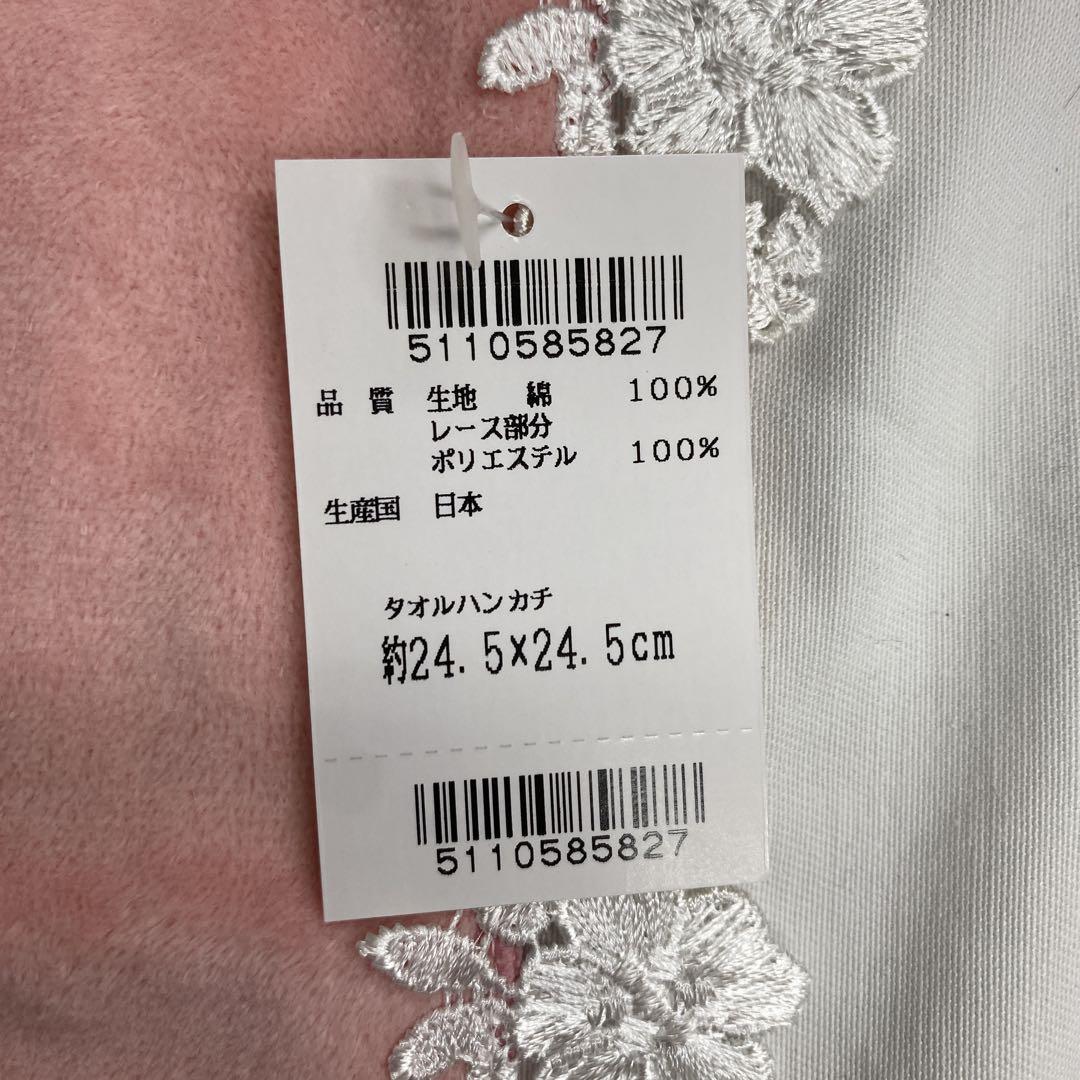 5110585827
品 質 生地 綿 100%
レース部分
ポリエステル 100%
生産国 日本
タオルハンカチ
約24.5×24.5cm
5110585827